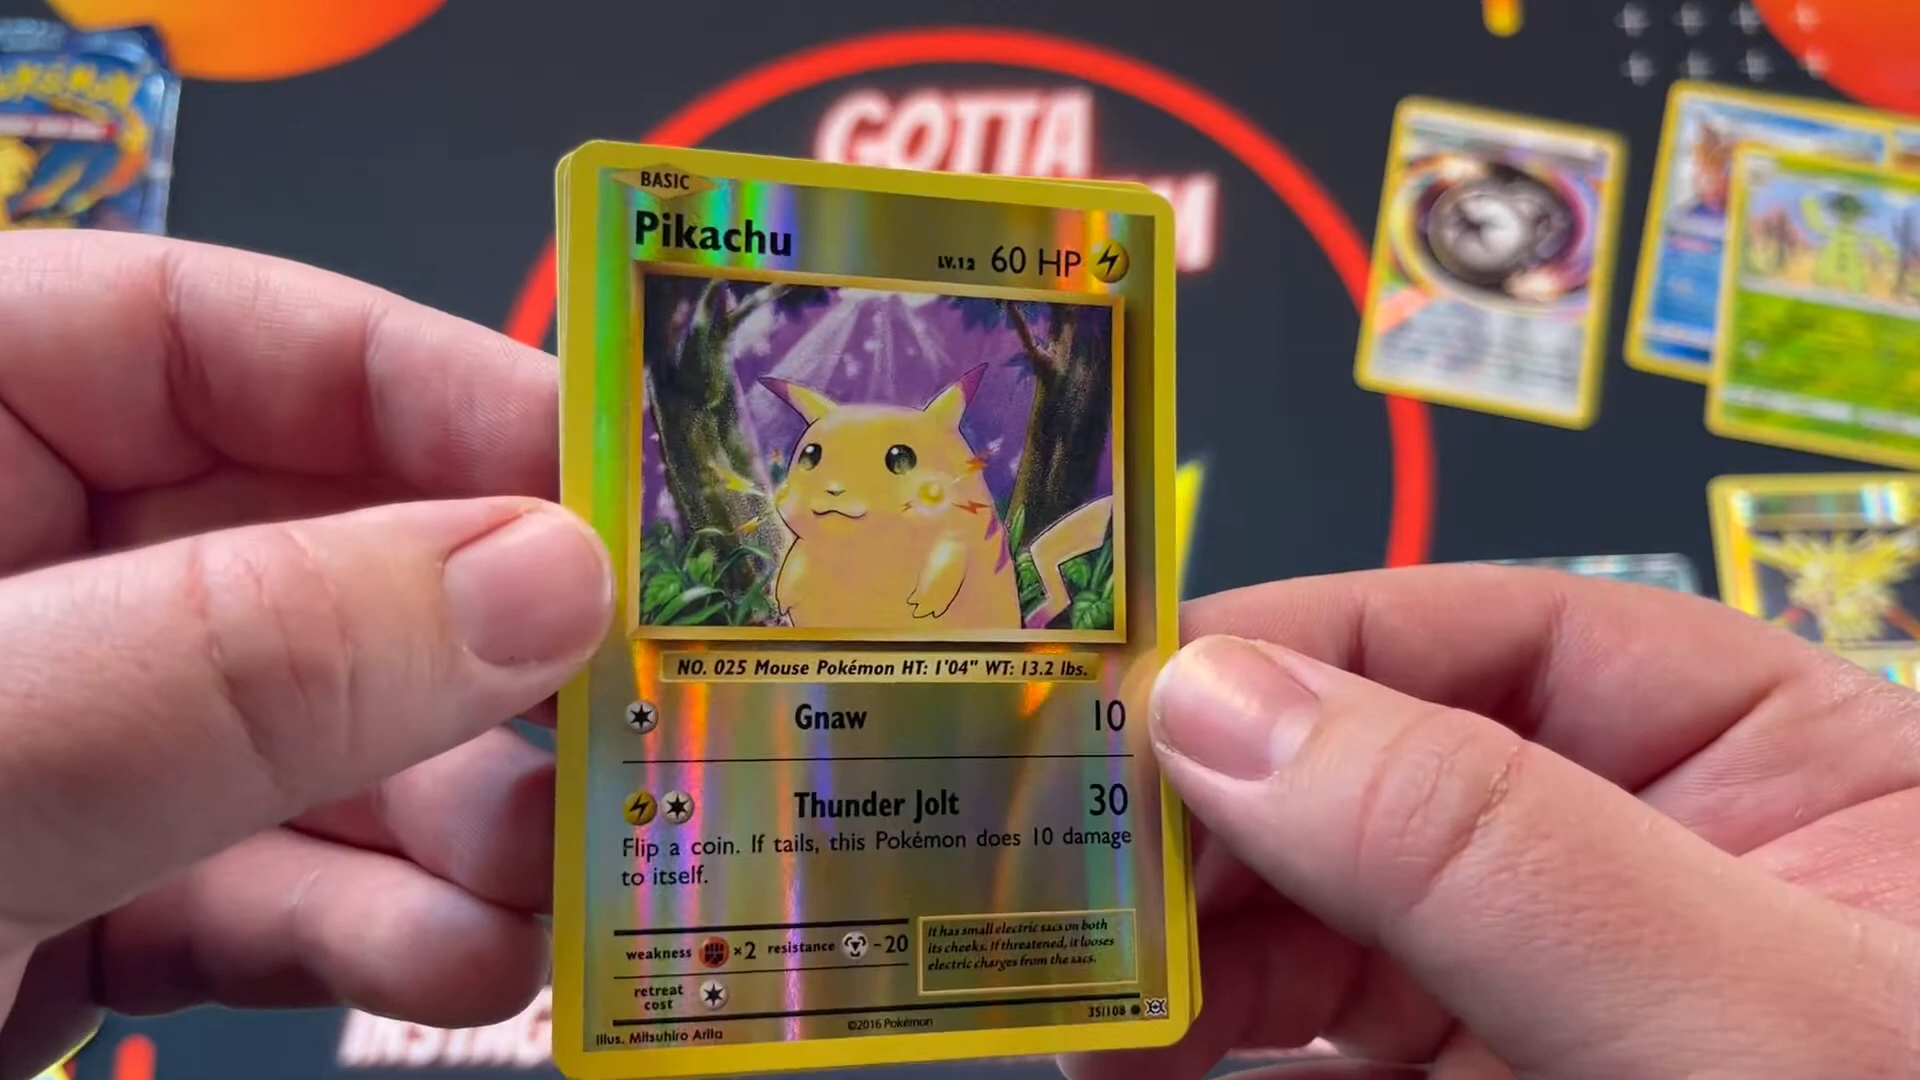 POKÉMON
GOTTA
BASIC
Pikachu
LV.12 60 HP
NO. 025 Mouse Pokémon HT: 1'04" WT: 13.2 lbs.
Gnaw 10
Thunder Jolt 30
Flip a coin. If tails, this Pokémon does 10 damage
to itself.
weakness ×2 resistance -20
It has small electric sacs on both
its cheeks. If threatened, it looses
electric charges from the sacs.
retreat
cost
35/108
Illus. Mitsuhiro Arita
©2016 Pokémon